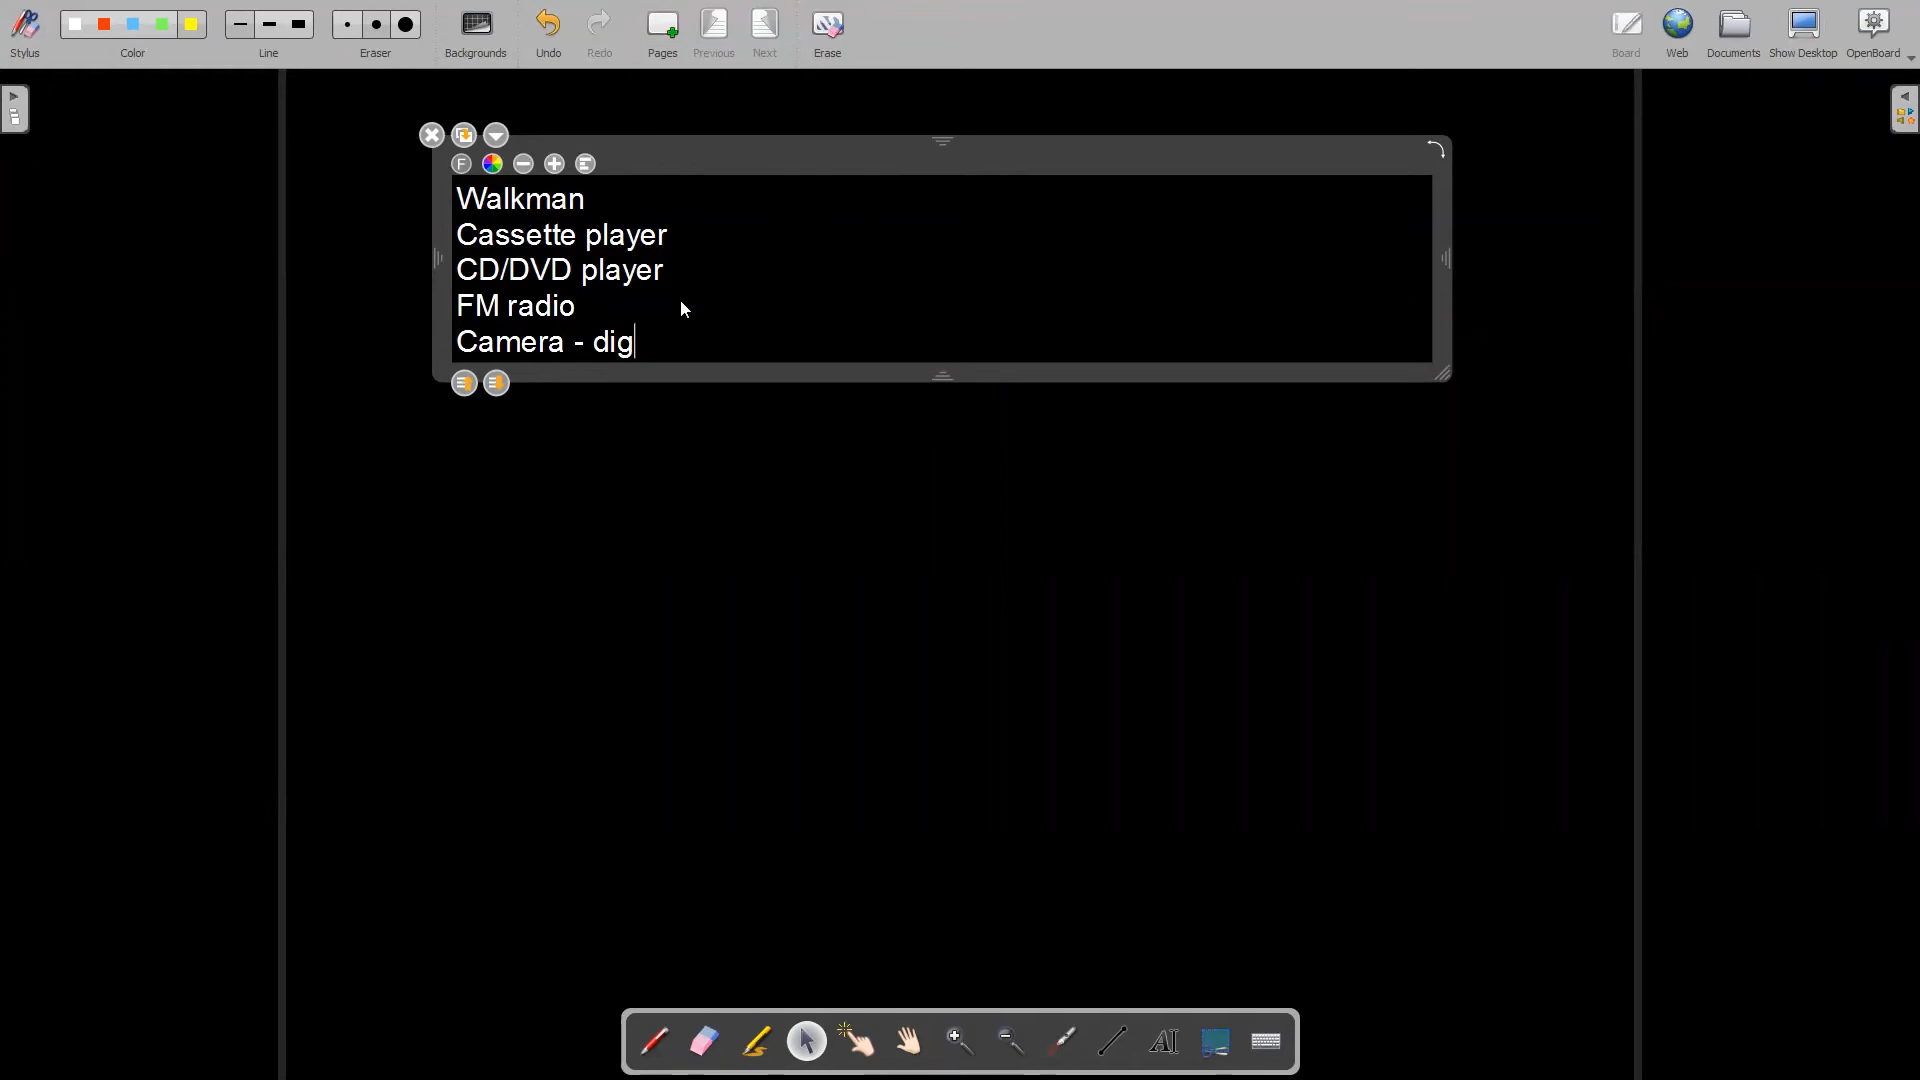 Stylus
Color
Line
Eraser
Backgrounds
Undo
Redo
Pages
Previous
Next
Erase
Board
Web
Documents
Show Desktop
OpenBoard
F
Walkman
Cassette player
CD/DVD player
FM radio
Camera - dig
AI